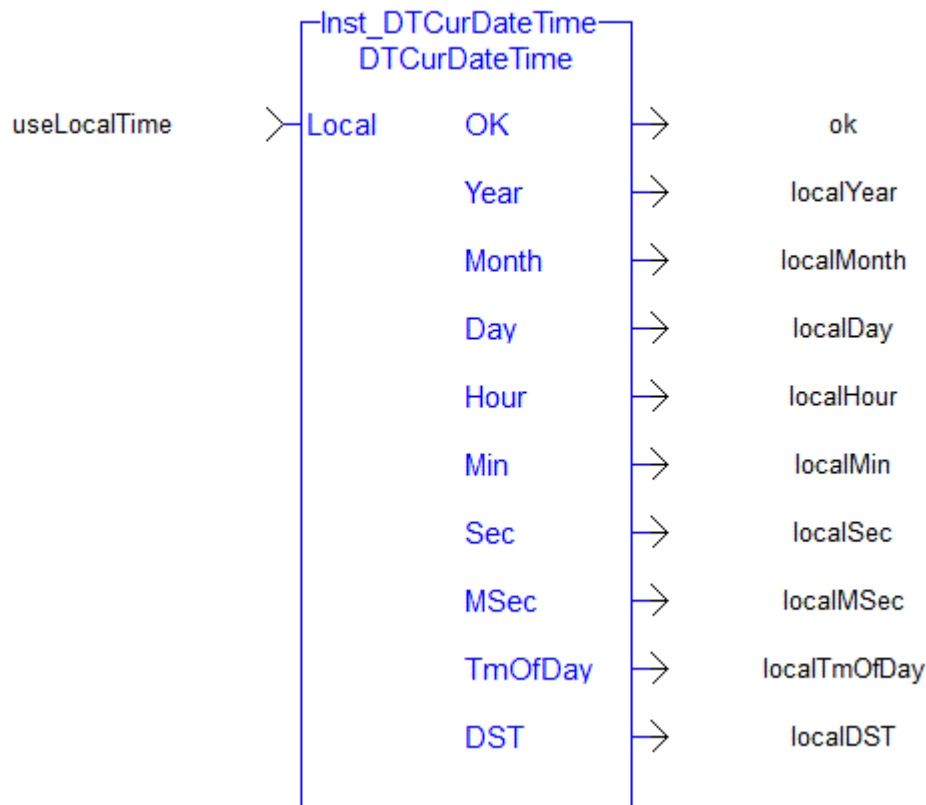 Inst_DTCurDateTime
DTCurDateTime
useLocalTime Local OK ok
Year localYear
Month localMonth
Day localDay
Hour localHour
Min localMin
Sec localSec
MSec localMSec
TmOfDay localTmOfDay
DST localDST